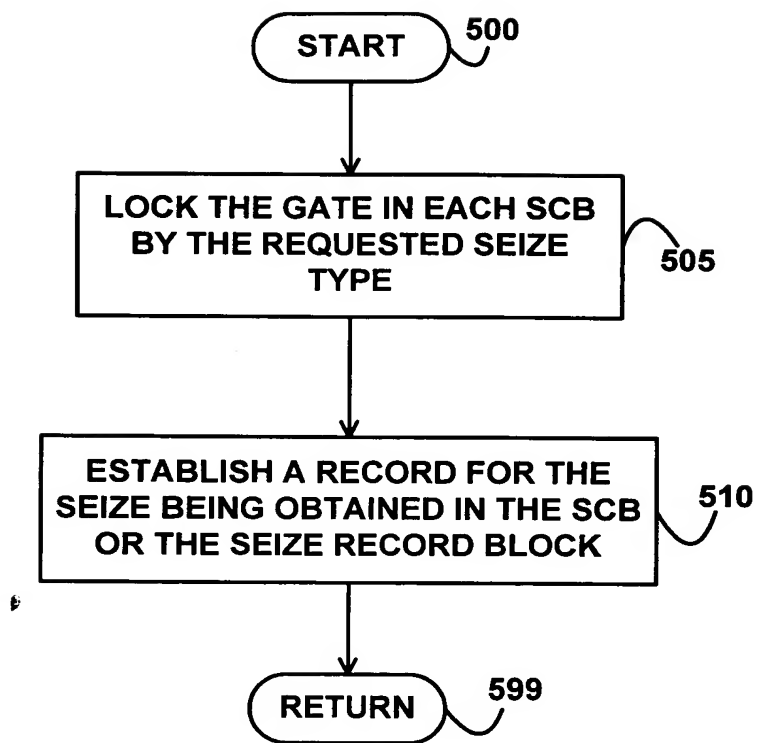 START
500
LOCK THE GATE IN EACH SCB
BY THE REQUESTED SEIZE
TYPE
505
ESTABLISH A RECORD FOR THE
SEIZE BEING OBTAINED IN THE SCB
OR THE SEIZE RECORD BLOCK
510
RETURN
599